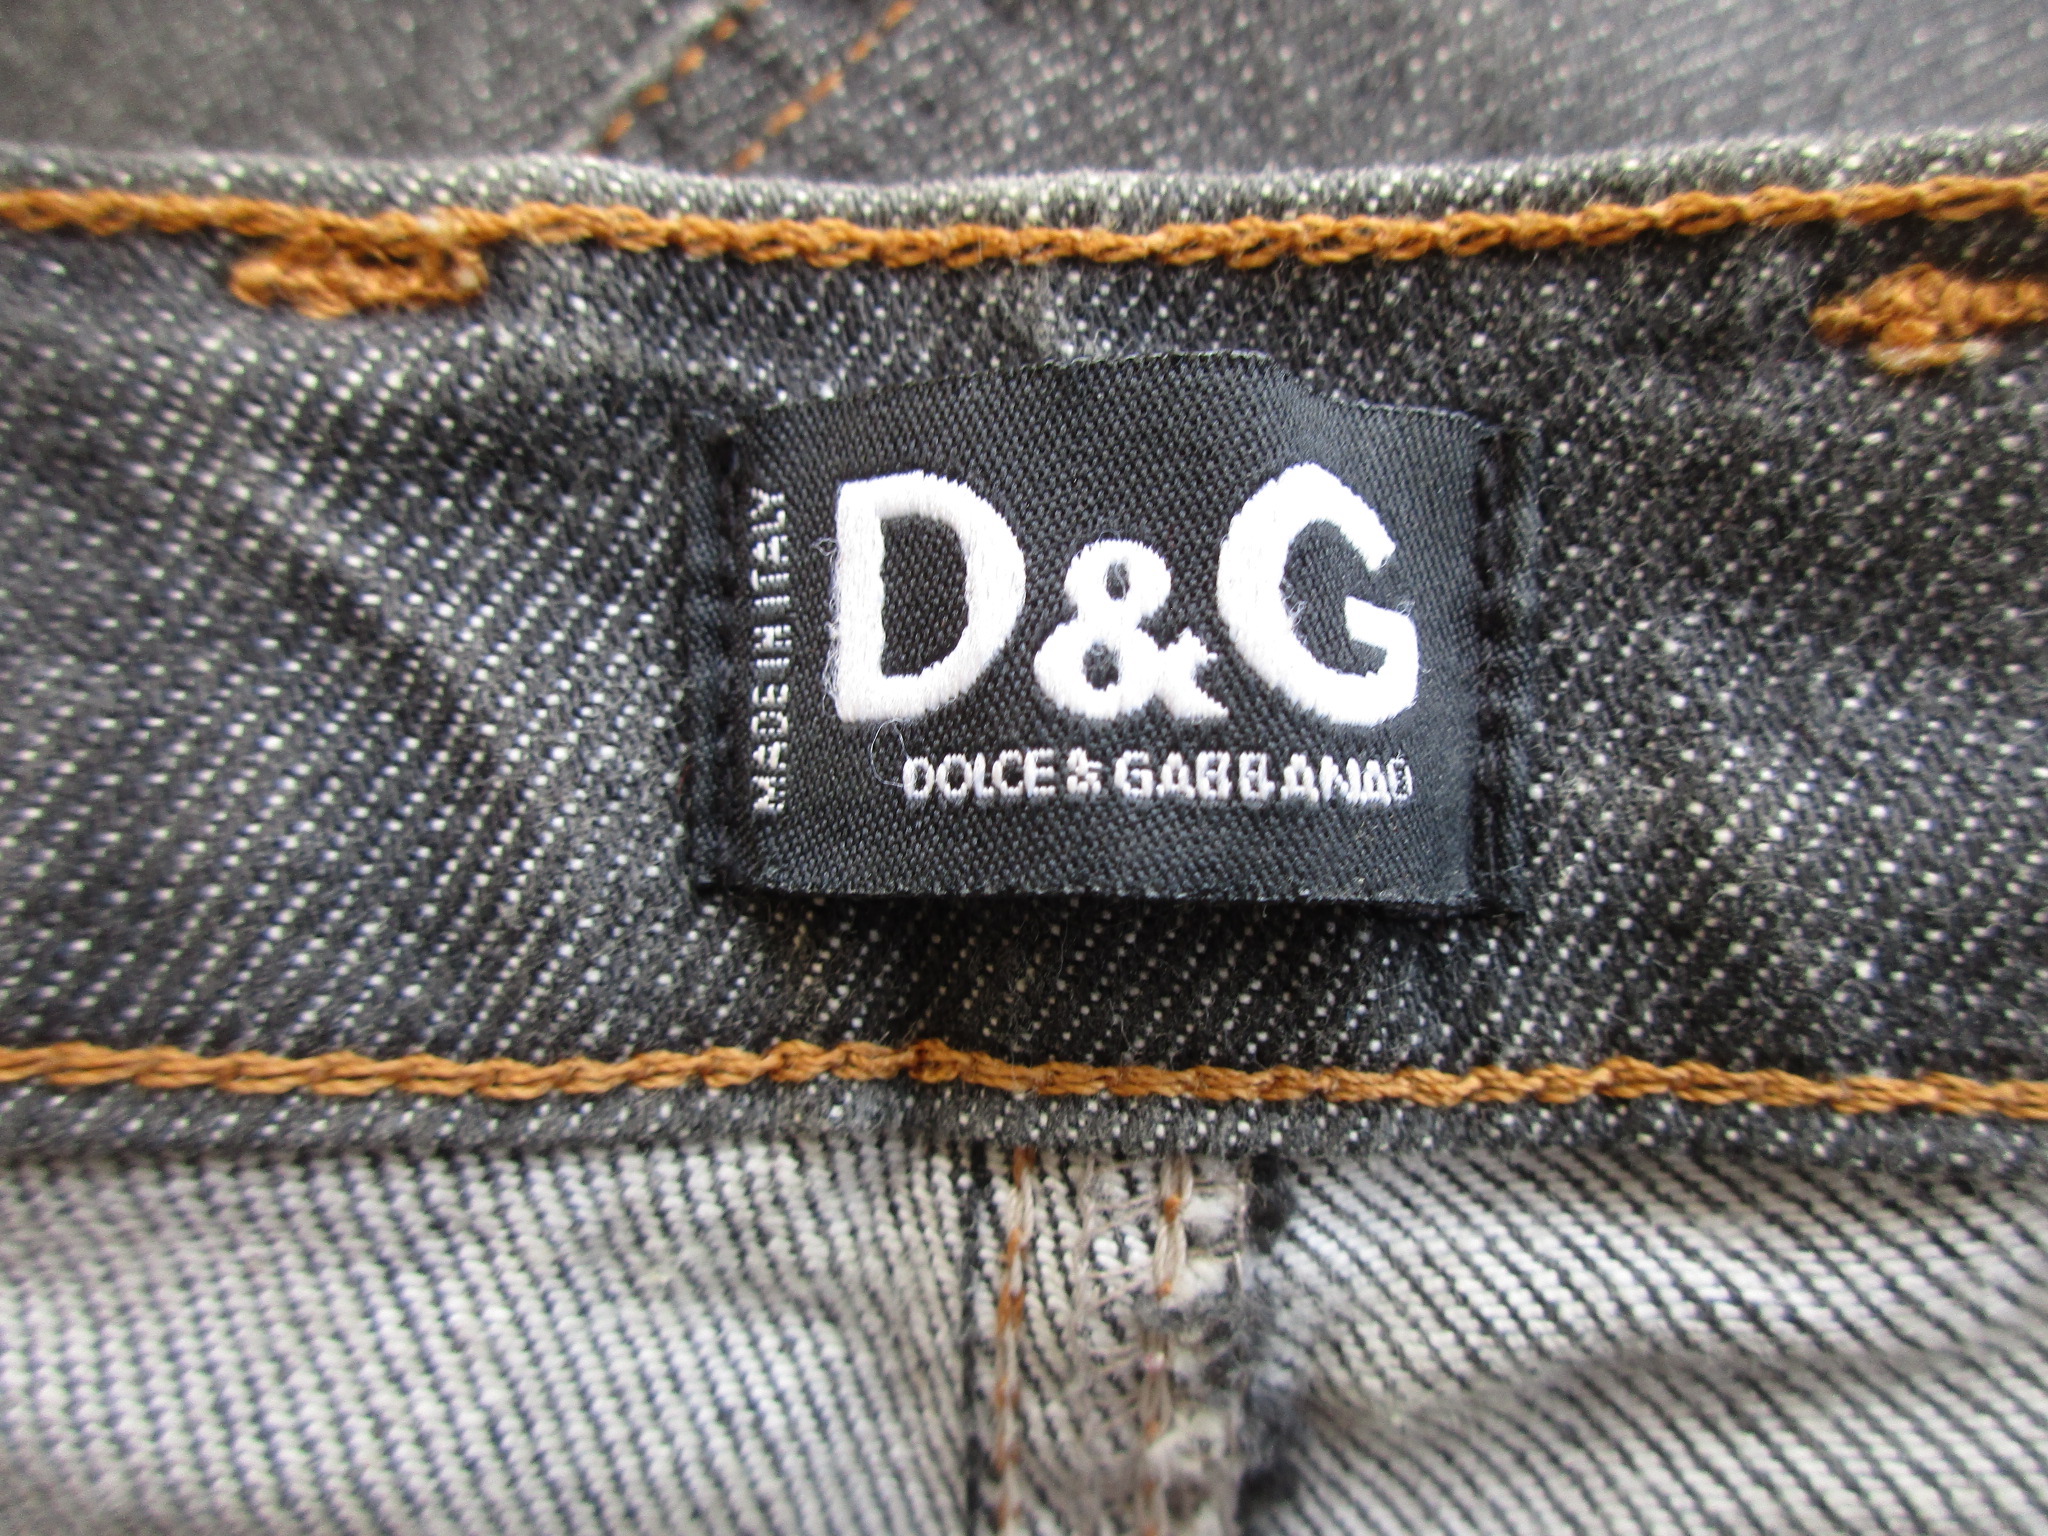 MADE IN ITALY
D&G
DOLCE & GABBANA